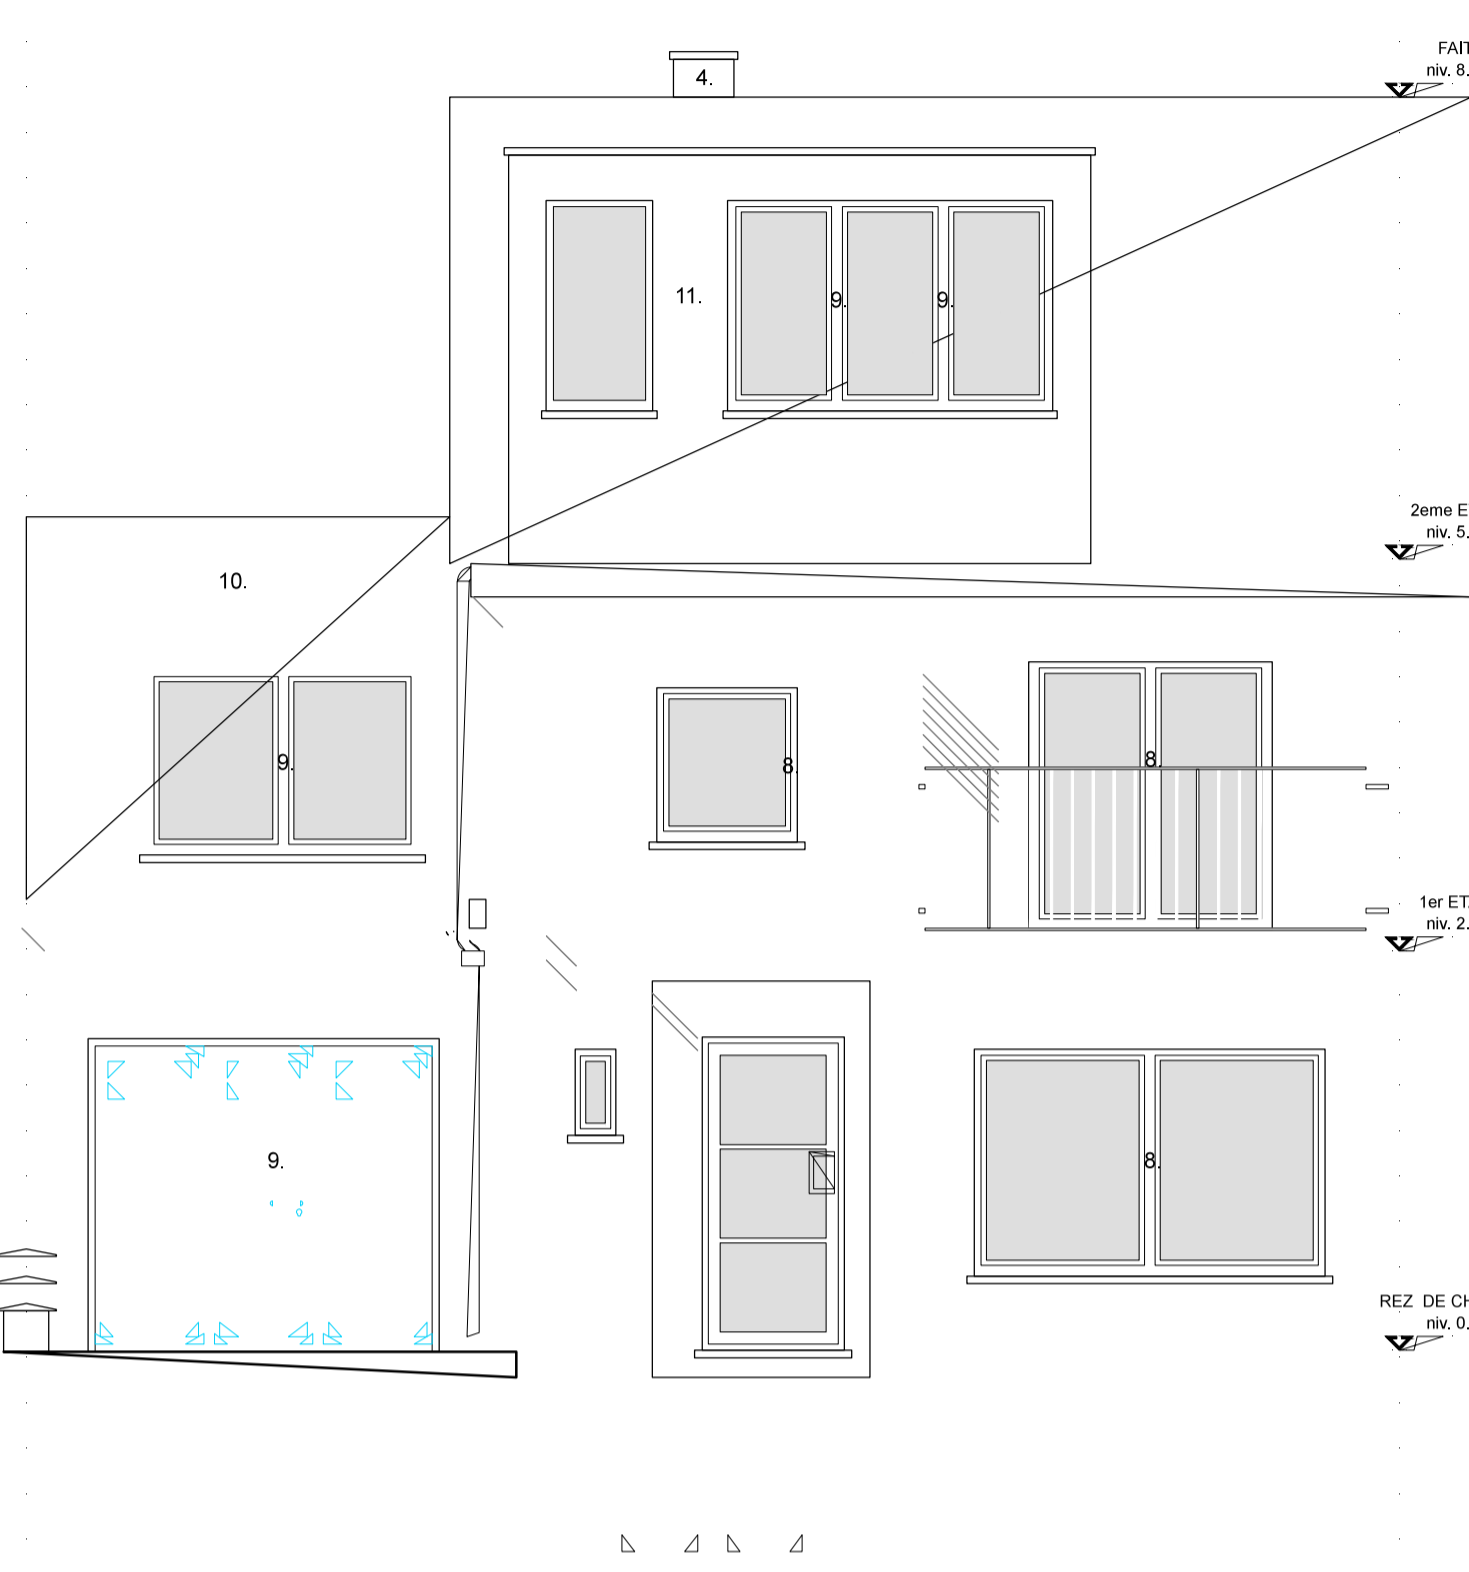 FAIT
niv. 8.
4.
11.
9.
9.
2eme E
niv. 5.
10.
9.
8.
8.
1er ET
niv. 2.
9.
8.
REZ DE CH
niv. 0.